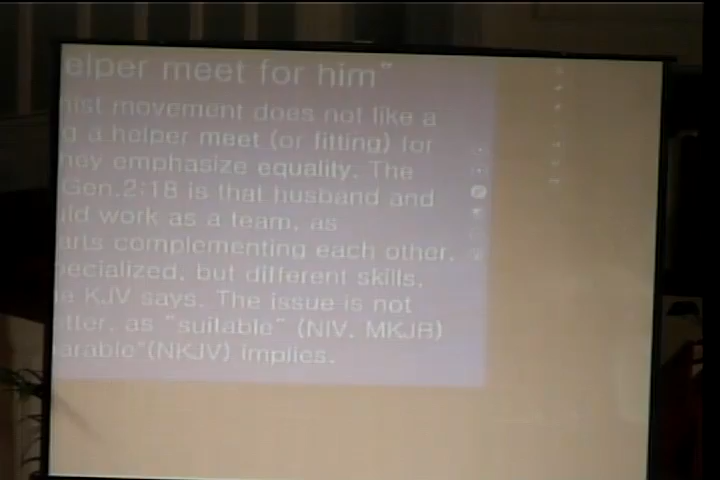 elper meet for him"
nist movement does not like a
g a helper meet (or fitting) for
hey emphasize equality. The
Gen.2:18 is that husband and
uld work as a team, as
arts complementing each other,
pecialized, but different skills,
e KJV says. The issue is not
tter, as "suitable" (NIV, MKJR)
parable"(NKJV) implies.